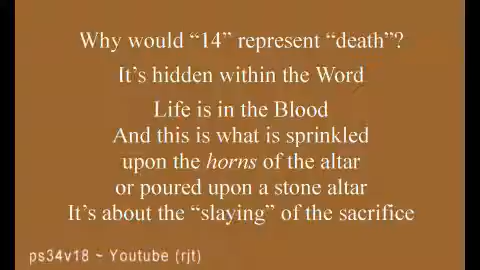 Why would “14” represent “death”?
It’s hidden within the Word
Life is in the Blood
And this is what is sprinkled
upon the horns of the altar
or poured upon a stone altar
It’s about the “slaying” of the sacrifice
ps34v18 ~ Youtube (rjt)